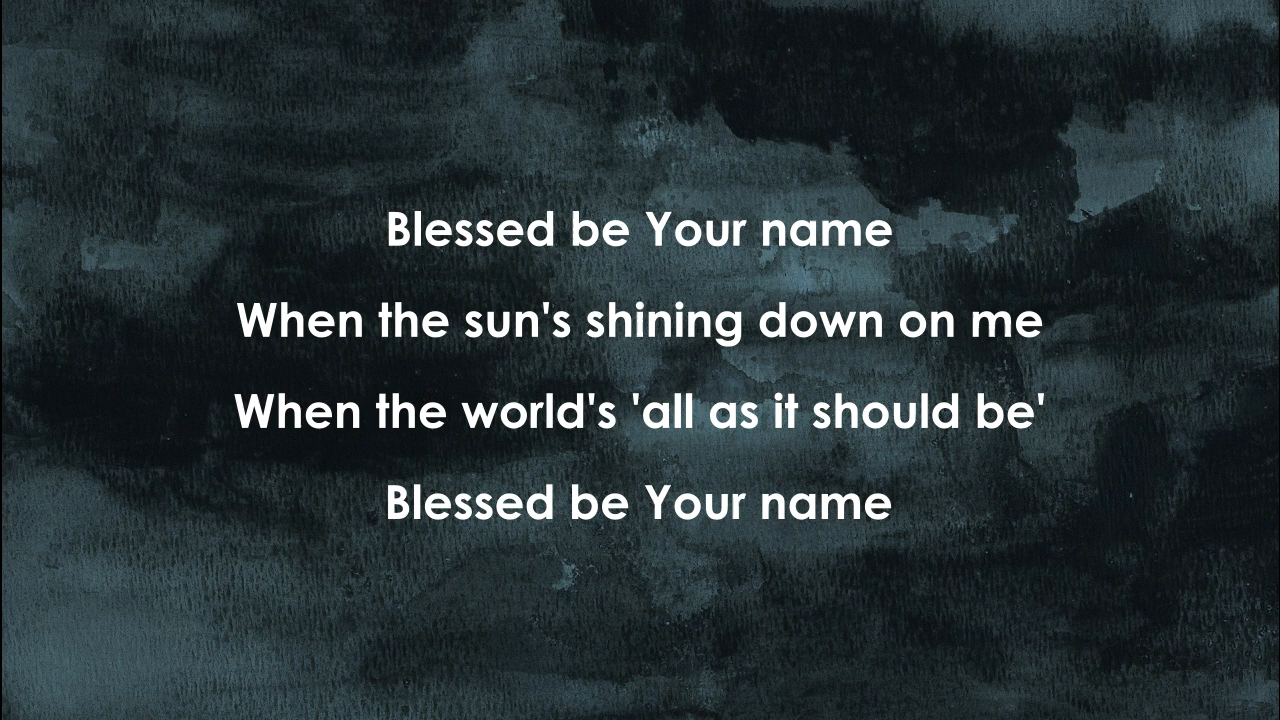 Blessed be Your name
When the sun's shining down on me
When the world's 'all as it should be'
Blessed be Your name